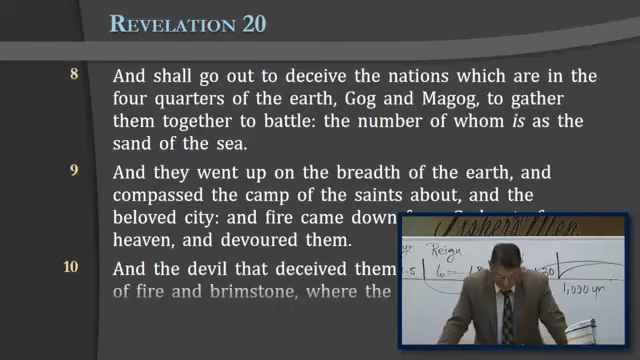 REVELATION 20
8 And shall go out to deceive the nations which are in the
four quarters of the earth, Gog and Magog, to gather
them together to battle: the number of whom is as the
sand of the sea.
9 And they went up on the breadth of the earth, and
compassed the camp of the saints about, and the
beloved city: and fire came down
heaven, and devoured them.
10 And the devil that deceived them
of fire and brimstone, where the
Men
Reign
6
20
1,000 yr